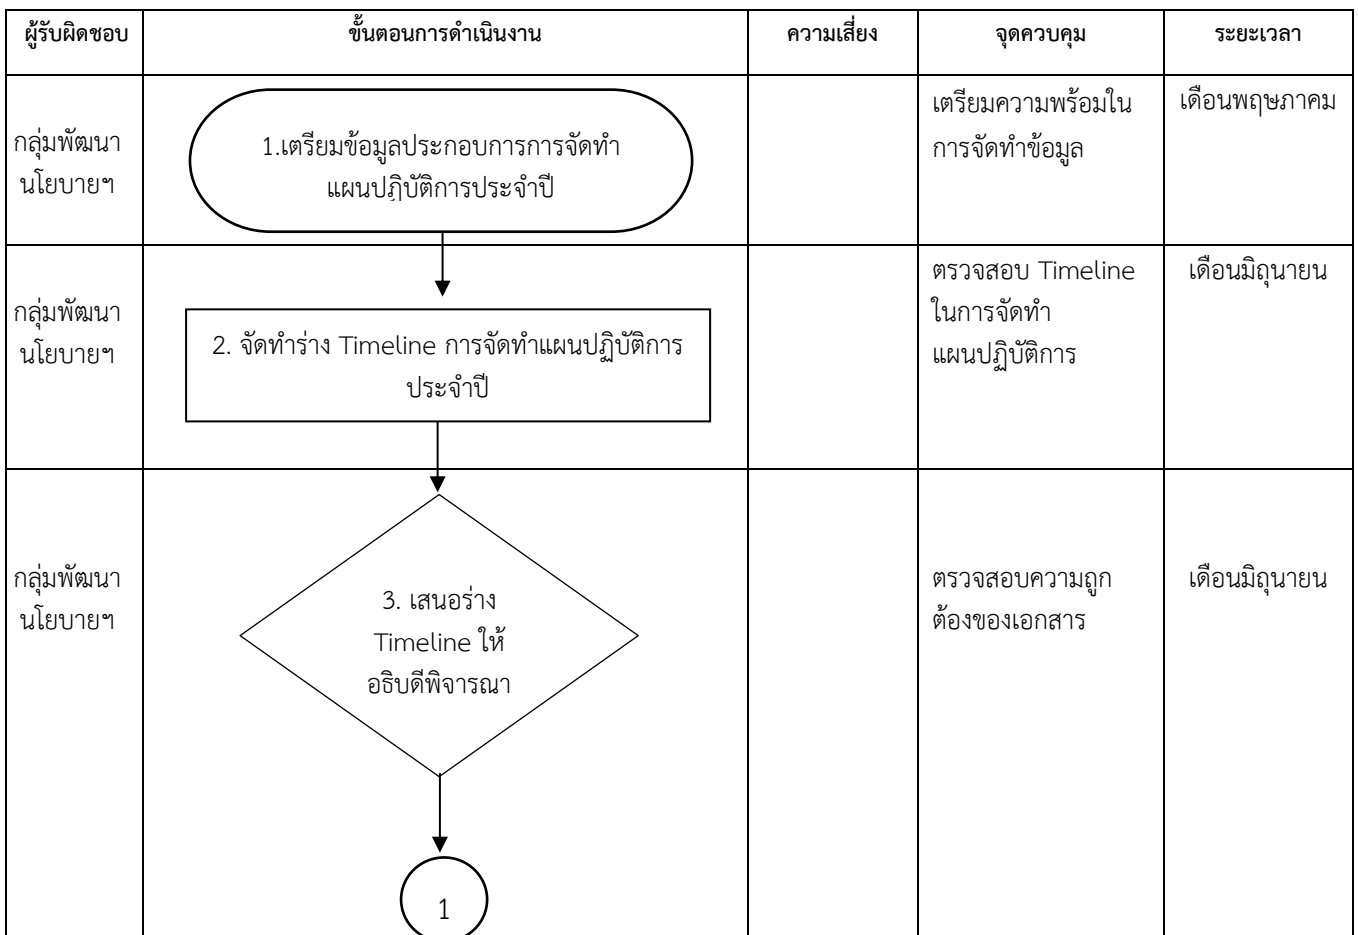 ผู้รับผิดชอบ
ขั้นตอนการดำเนินงาน
ความเสี่ยง
จุดควบคุม
ระยะเวลา
กลุ่มพัฒนา
นโยบายฯ
1.เตรียมข้อมูลประกอบการการจัดทำ
แผนปฏิบัติการประจำปี
เตรียมความพร้อมใน
การจัดทำข้อมูล
เดือนพฤษภาคม
กลุ่มพัฒนา
นโยบายฯ
2. จัดทำร่าง Timeline การจัดทำแผนปฏิบัติการ
ประจำปี
ตรวจสอบ Timeline
ในการจัดทำ
แผนปฏิบัติการ
เดือนมิถุนายน
กลุ่มพัฒนา
นโยบายฯ
3. เสนอร่าง
Timeline ให้
อธิบดีพิจารณา
ตรวจสอบความถูก
ต้องของเอกสาร
เดือนมิถุนายน
1